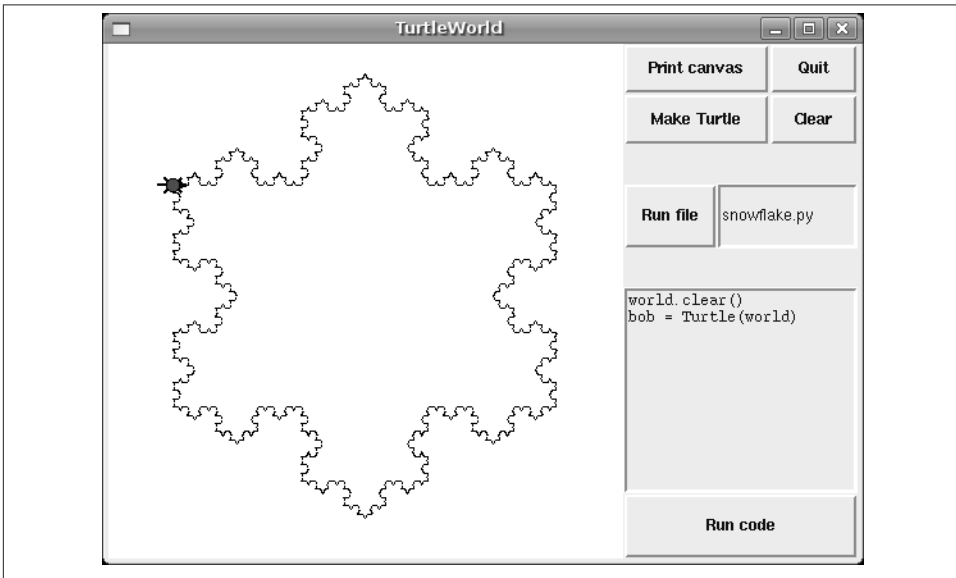 TurtleWorld
Print canvas
Quit
Make Turtle
Clear
Run file
snowflake.py
world.clear()
bob = Turtle(world)
Run code